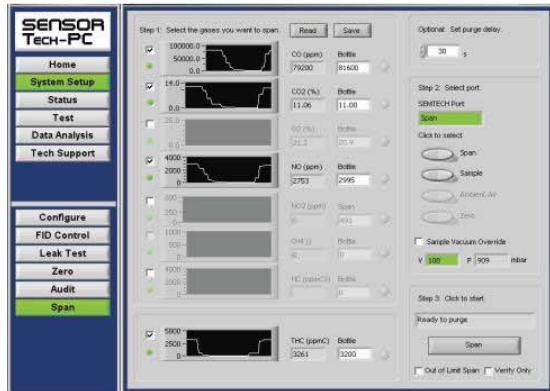 SENSOR
TECH-PC
Home
System Setup
Status
Test
Data Analysis
Tech Support
Configure
FID Control
Leak Test
Zero
Audit
Span
Step 1: Select the gases you want to span.
Read
Save
100000.0
50000.0
0.0
CO (ppm)
Bottle
79200
81600
14.0
0.0
CO2 (%)
Bottle
11.06
11.00
25.0
0.0
O2 (%)
Bottle
21.2
20.9
4000
2000
0
NO (ppm)
Bottle
2753
2995
400
200
0
NO2 (ppm)
Span
491
1000
500
0
Bottle
0
4000
2000
0
Bottle
0
5000
2500
0
THC (ppmC)
Bottle
3261
3200
Optional: Set purge delay.
30
s
Step 2: Select port.
SEMTECH Port
Span
Click to select
Span
Sample
Ambient Air
Zero
Sample Vacuum Override
V
100
P
909
mbar
Step 3: Click to start.
Ready to purge
Span
Out of Limit Span
Verify Only